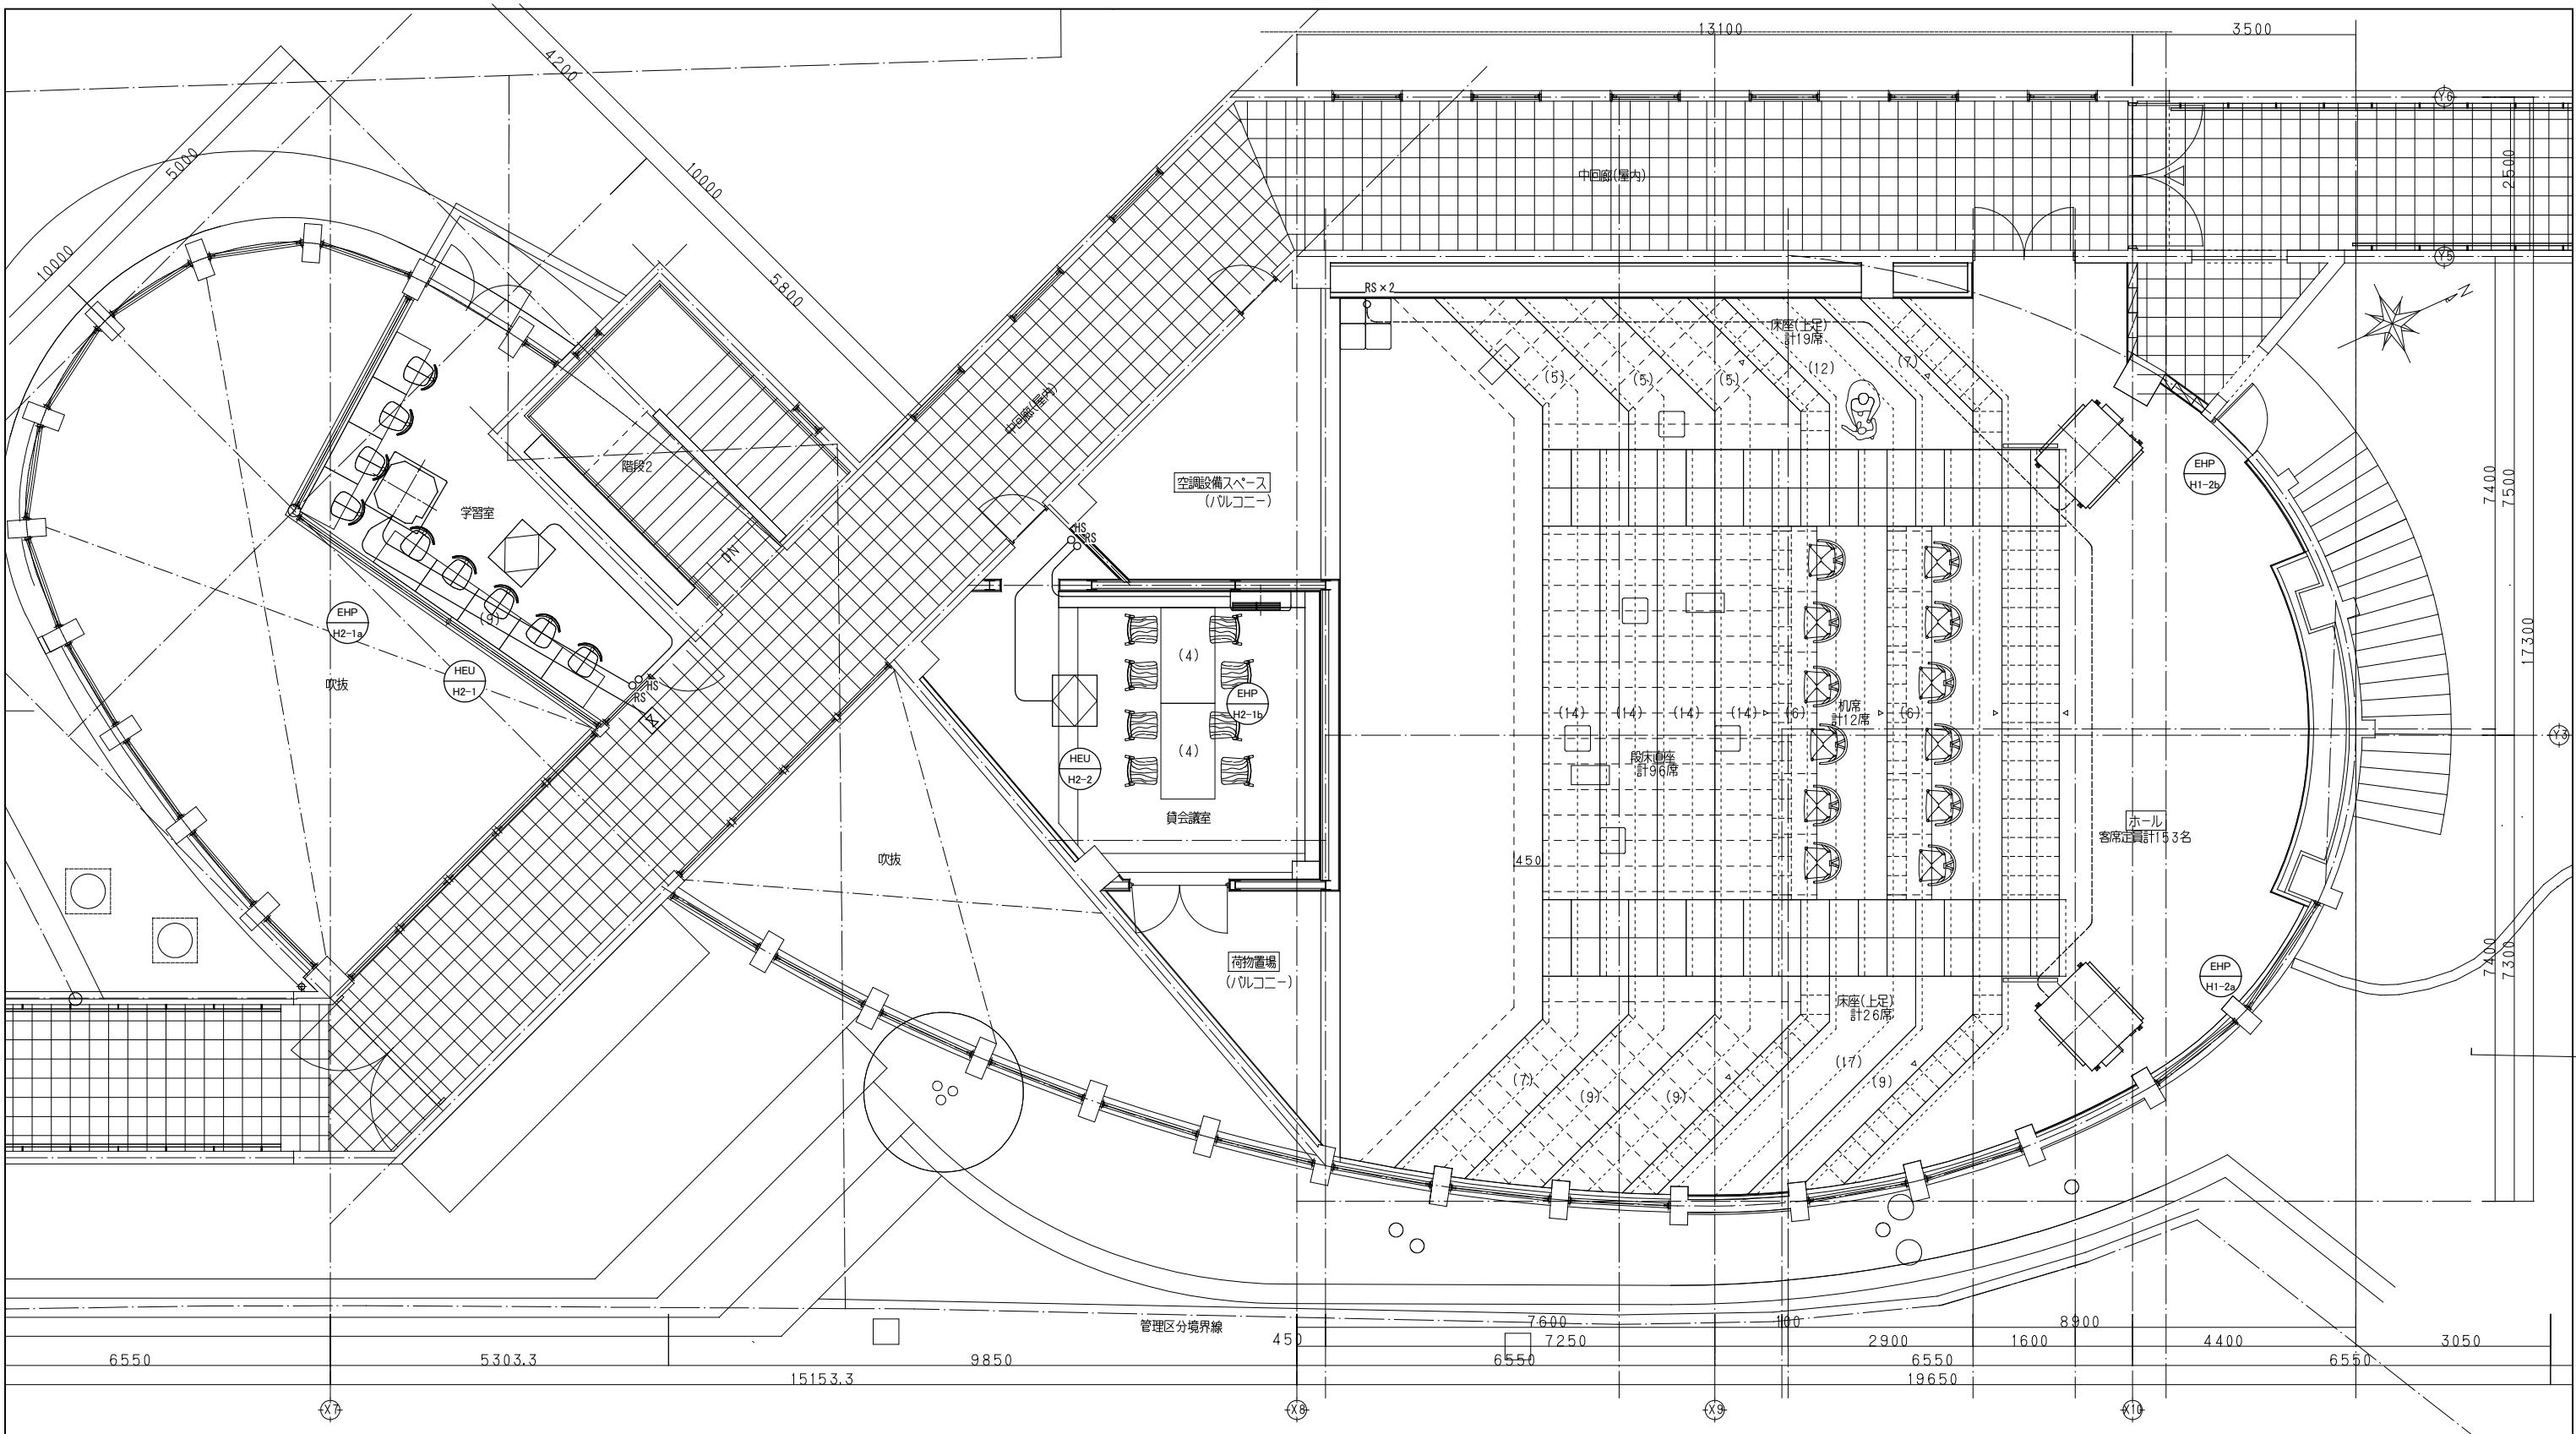 13100
3500
4200
Y6
5000
10000
2500
中回廊(屋内)
10000
Y5
5800
RS×2
N
床座(上足)
計19席
(5)
(5)
(5)
(12)
(7)
中回廊(屋内)
階段2
空調設備スペース
(バルコニー)
EHP
H1-2b
7400
7500
学習室
HS
RS
DN
EHP
H2-1a
(9)
17300
(4)
HEU
H2-1
吹抜
HS
RS
EHP
H2-1b
(14)
(14)
(14)
(14)
(6)
(6)
机席
計12席
Y3
(4)
HEU
H2-2
段床直座
計96席
貸会議室
ホール
客席定員計153名
吹抜
450
荷物置場
(バルコニー)
EHP
H1-2a
7400
7300
床座(上足)
計26席
(7)
(9)
(9)
(17)
(9)
管理区分境界線
7600
100
8900
450
7250
2900
1600
4400
3050
6550
5303.3
9850
6550
6550
6550
15153.3
19650
X7
X8
X9
X10